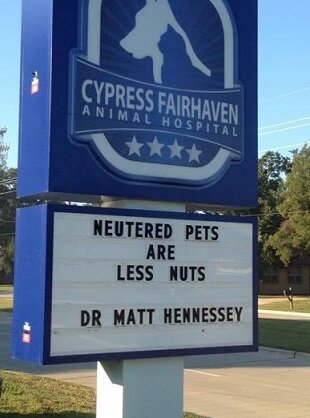 CYPRESS FAIRHAVEN
ANIMAL HOSPITAL
NEUTERED PETS
ARE
LESS NUTS
DR MATT HENNESSEY